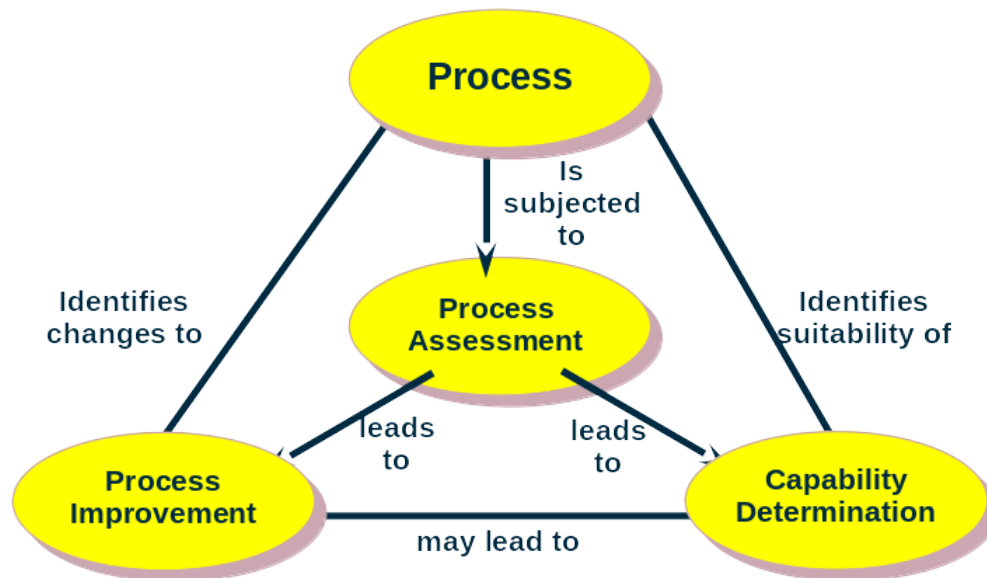 Process
Is
subjected
to
Identifies
changes to
Process
Assessment
Identifies
suitability of
leads
to
leads
to
Process
Improvement
Capability
Determination
may lead to